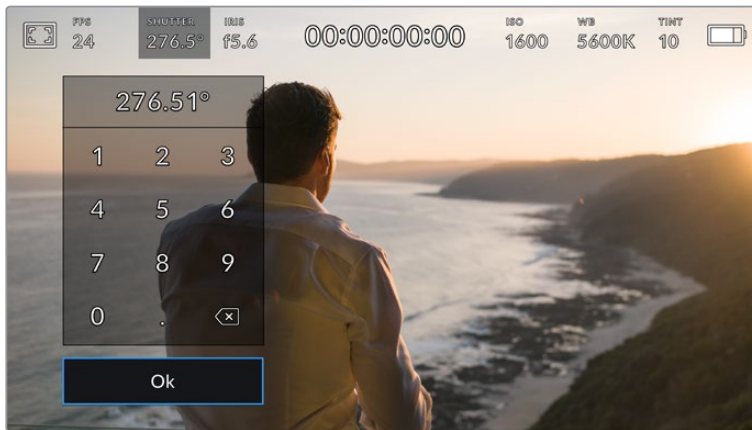 FPS SHUTTER IRIS ISO WB TINT
24 276.5° f5.6 00:00:00:00 1600 5600K 10
276.51°
1 2 3
4 5 6
7 8 9
0 .
Ok